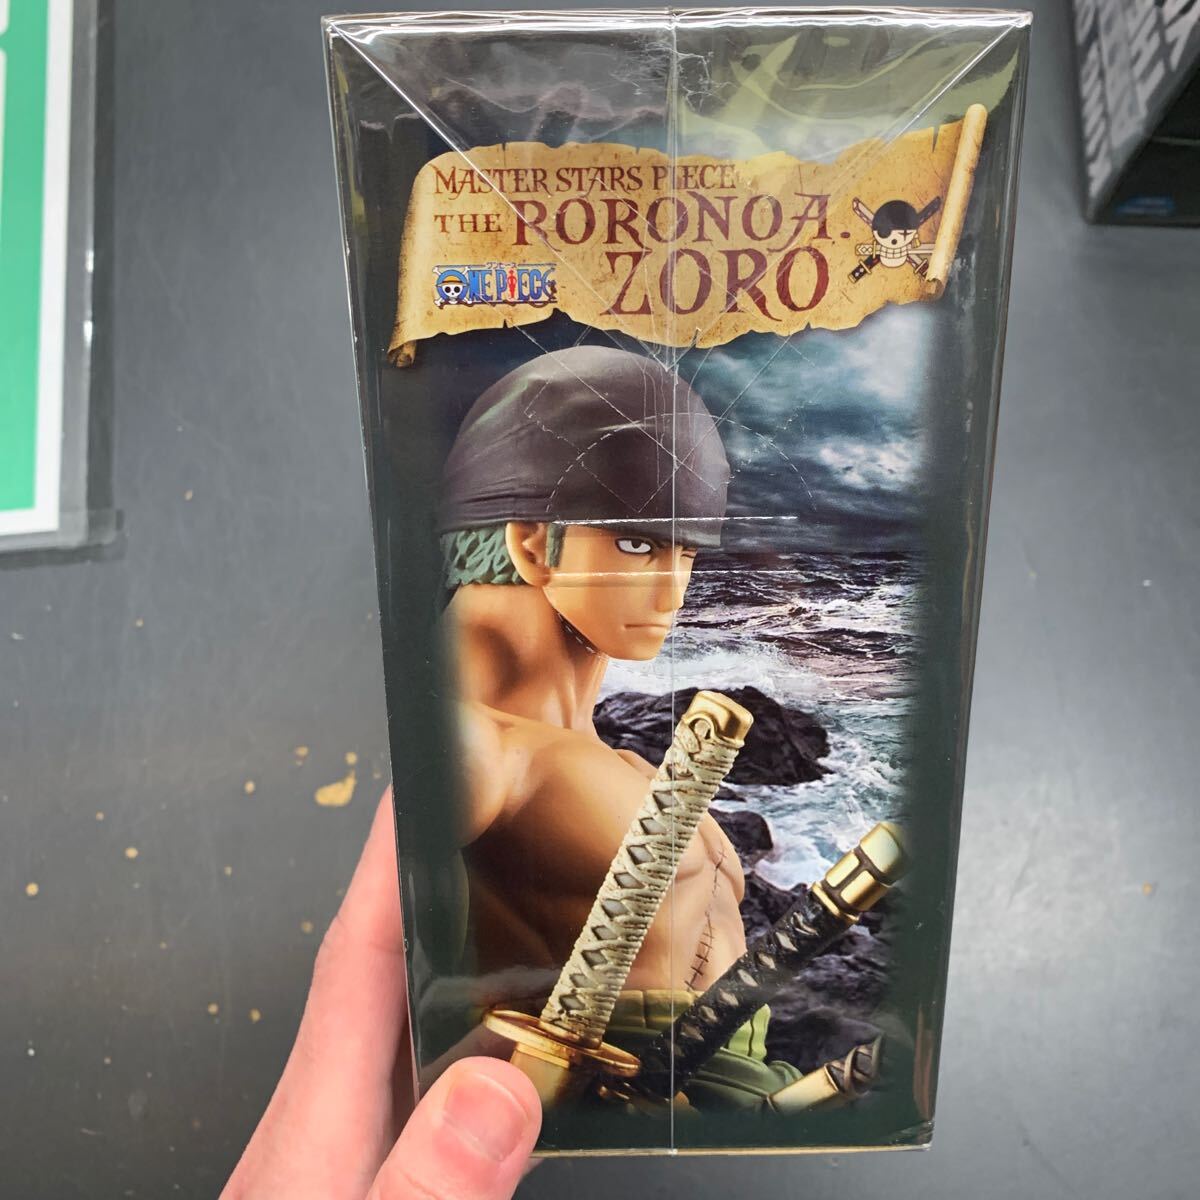 MASTER STARS PIECE
THE RORONOA.
ZORO
ワンピース
ONE PIECE